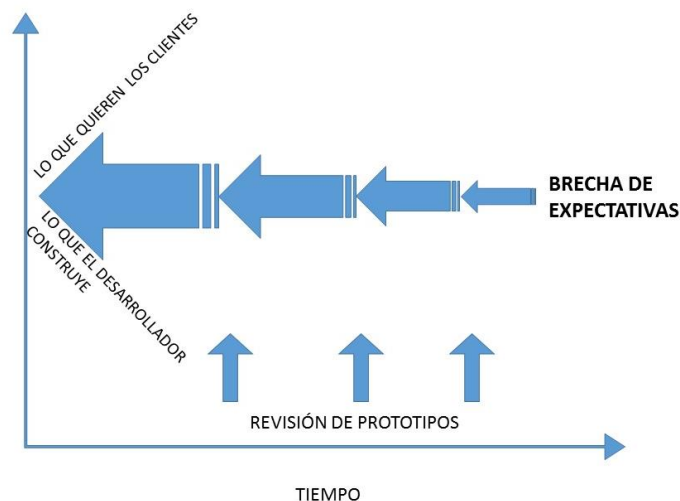 LO QUE QUIEREN LOS CLIENTES
LO QUE EL DESARROLLADOR
CONSTRUYE
BRECHA DE
EXPECTATIVAS
REVISIÓN DE PROTOTIPOS
TIEMPO